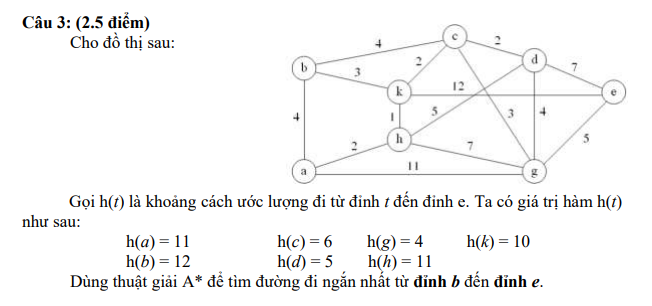 Câu 3: (2.5 điểm)
Cho đồ thị sau:
4
c
2
b
3
2
d
7
k
12
e
4
1
5
3
4
h
2
7
5
a
11
g
Gọi h(t) là khoảng cách ước lượng đi từ đỉnh t đến đỉnh e. Ta có giá trị hàm h(t)
như sau:
h(a) = 11 h(c) = 6 h(g) = 4 h(k) = 10
h(b) = 12 h(d) = 5 h(h) = 11
Dùng thuật giải A* để tìm đường đi ngắn nhất từ đỉnh b đến đỉnh e.